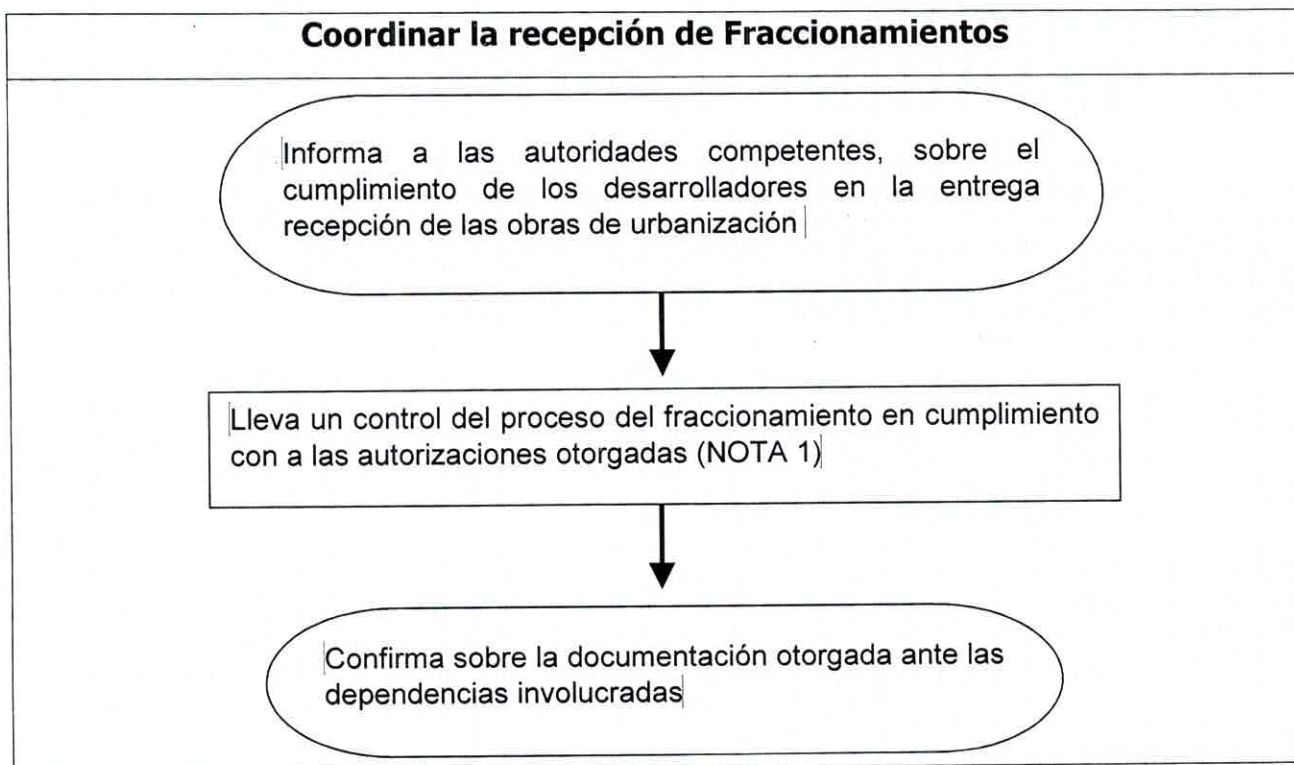 Coordinar la recepción de Fraccionamientos
Informa a las autoridades competentes, sobre el
cumplimiento de los desarrolladores en la entrega
recepción de las obras de urbanización
Lleva un control del proceso del fraccionamiento en cumplimiento
con a las autorizaciones otorgadas (NOTA 1)
Confirma sobre la documentación otorgada ante las
dependencias involucradas